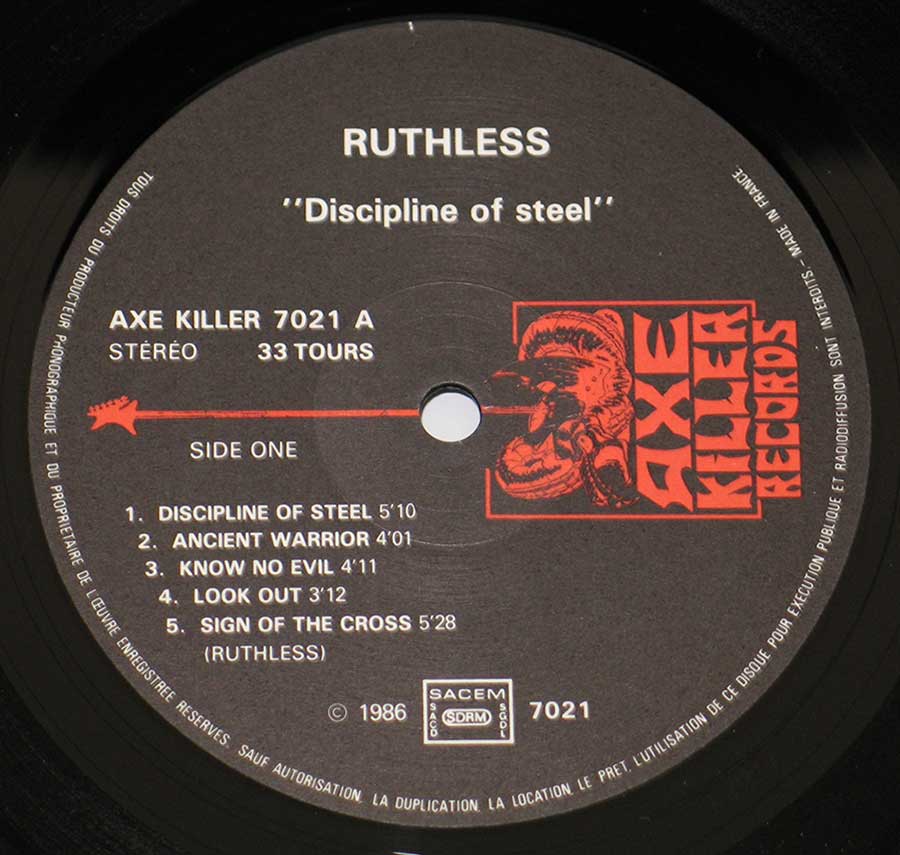 RUTHLESS
''Discipline of steel''
AXE KILLER 7021 A
STÉRÉO 33 TOURS
SIDE ONE
AXE
KILLER
RECORDS
1. DISCIPLINE OF STEEL 5'10
2. ANCIENT WARRIOR 4'01
3. KNOW NO EVIL 4'11
4. LOOK OUT 3'12
5. SIGN OF THE CROSS 5'28
(RUTHLESS)
© 1986
SACEM
SACD
SDRM
SGDL
7021
TOUS DROITS DU PRODUCTEUR PHONOGRAPHIQUE ET DU PROPRIETAIRE DE L'ŒUVRE ENREGISTREE RESERVES. SAUF AUTORISATION, LA DUPLICATION, LA LOCATION, LE PRET, L'UTILISATION DE CE DISQUE POUR EXECUTION PUBLIQUE ET RADIODIFFUSION SONT INTERDITS. - MADE IN FRANCE.